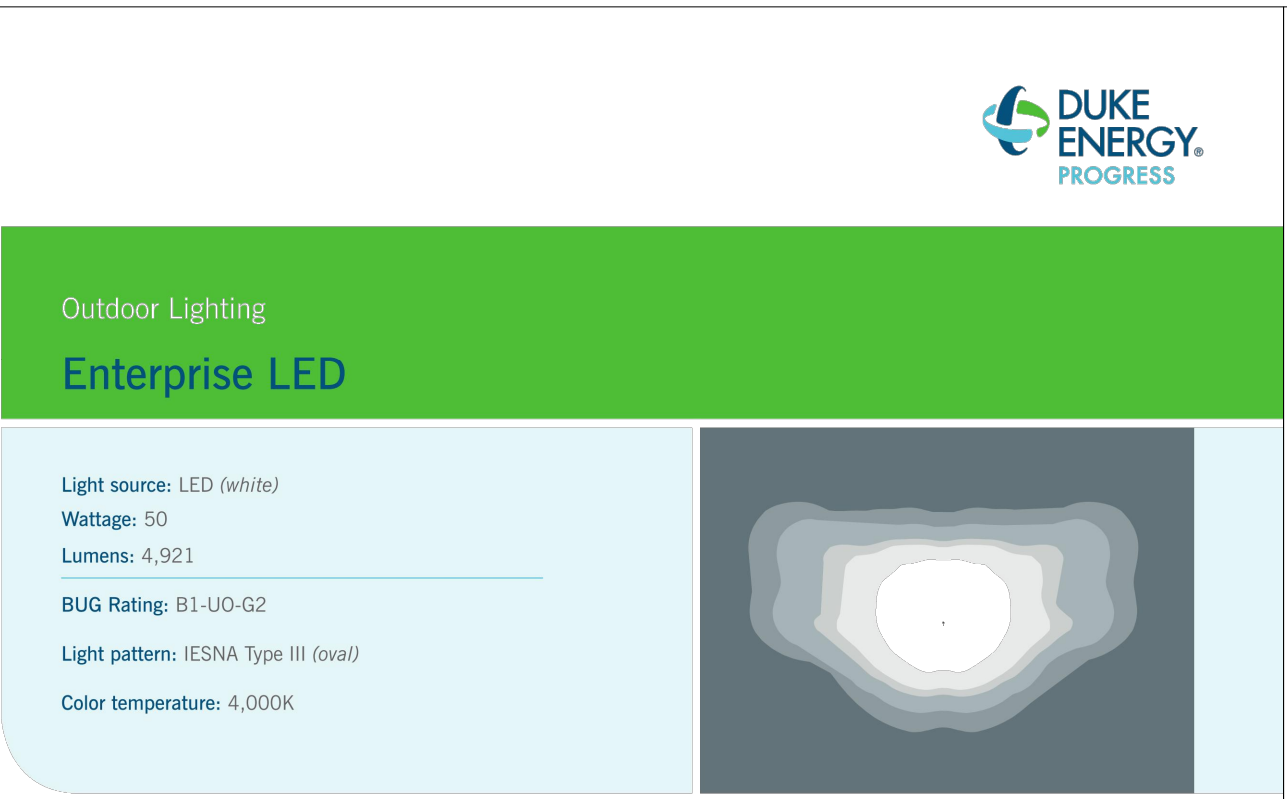 DUKE
ENERGY®
PROGRESS
Outdoor Lighting
Enterprise LED
Light source: LED (white)
Wattage: 50
Lumens: 4,921
BUG Rating: B1-UO-G2
Light pattern: IESNA Type III (oval)
Color temperature: 4,000K